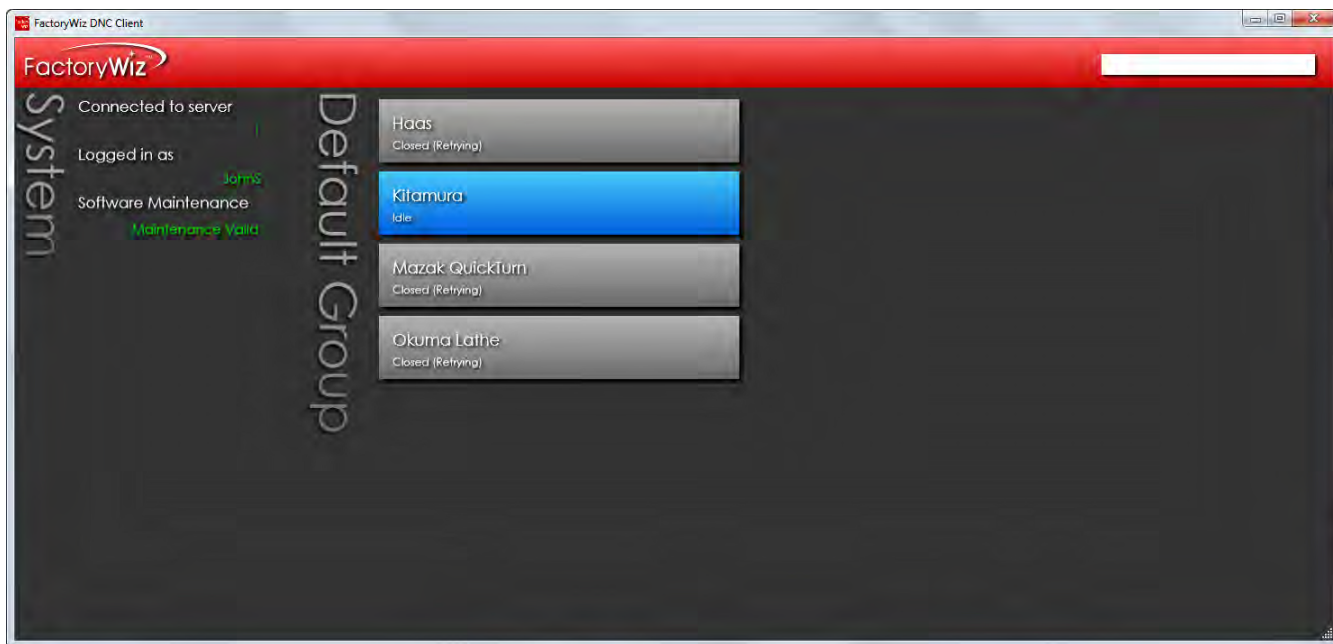 FactoryWiz DNC Client
FactoryWiz
System
Connected to server
Logged in as
JohnS
Software Maintenance
Maintenance Valid
Default Group
Haas
Closed (Retrying)
Kitamura
Idle
Mazak QuickTurn
Closed (Retrying)
Okuma Lathe
Closed (Retrying)